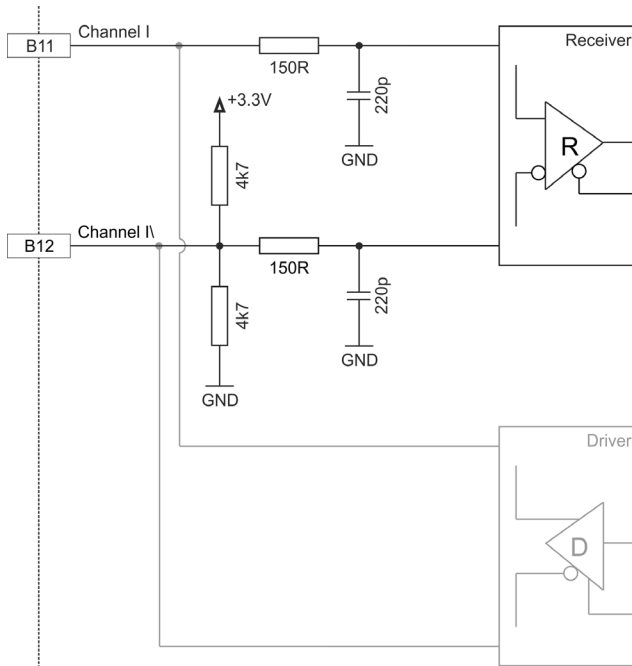 Channel I
B11
Receiver
150R
+3.3V
220p
GND
R
4k7
Channel I\
B12
150R
4k7
220p
GND
GND
Driver
D